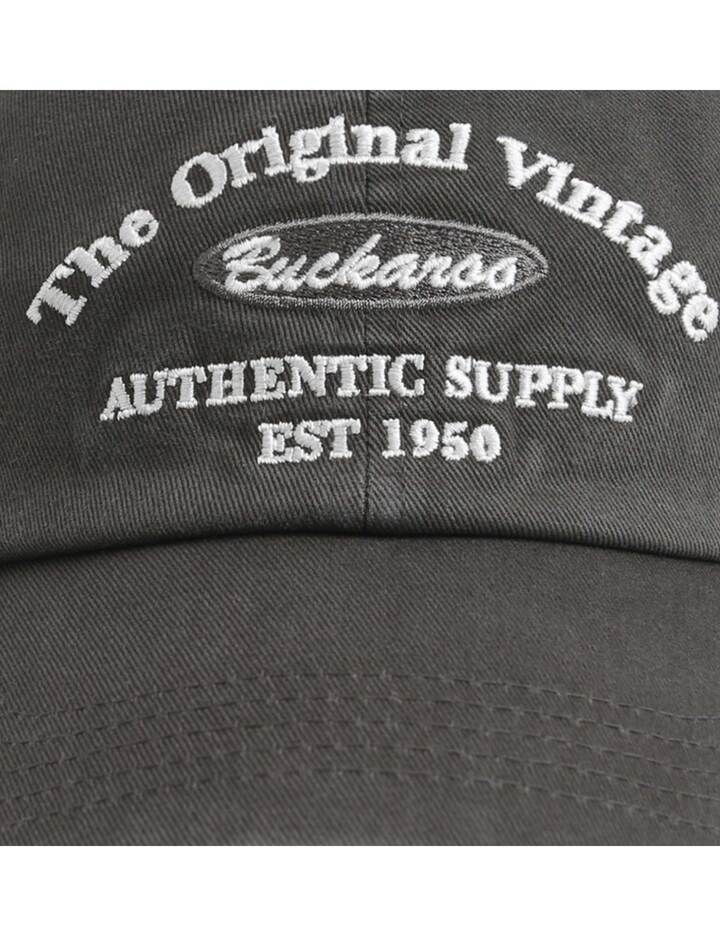 The Original Vintage
Buckaroo
AUTHENTIC SUPPLY
EST 1950